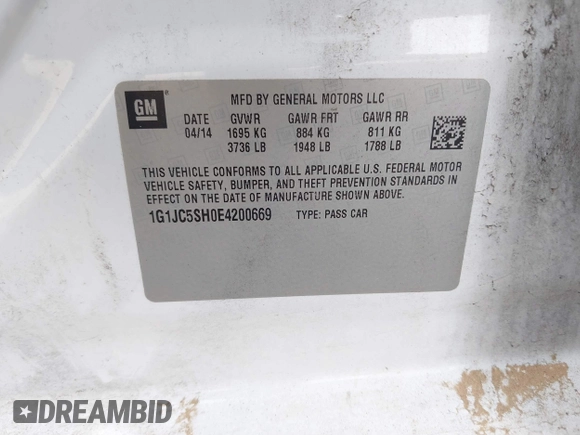 GM
MFD BY GENERAL MOTORS LLC
DATE GVWR GAWR FRT GAWR RR
04/14 1695 KG 884 KG 811 KG
3736 LB 1948 LB 1788 LB
THIS VEHICLE CONFORMS TO ALL APPLICABLE U.S. FEDERAL MOTOR
VEHICLE SAFETY, BUMPER, AND THEFT PREVENTION STANDARDS IN
EFFECT ON THE DATE OF MANUFACTURE SHOWN ABOVE.
1G1JC5SH0E4200669 TYPE: PASS CAR
DREAMBID